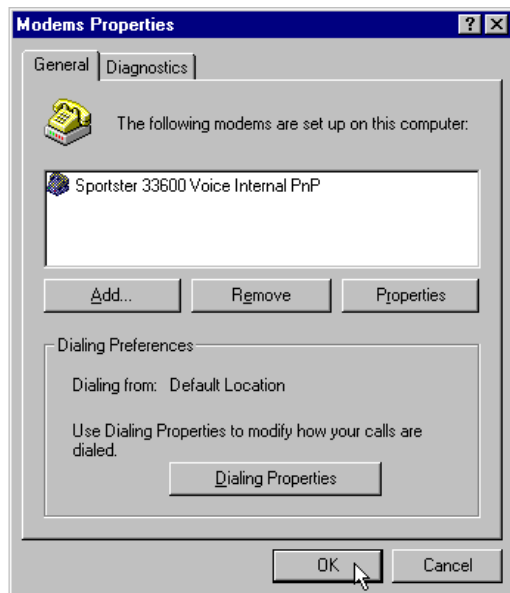 Modems Properties
General
Diagnostics
The following modems are set up on this computer:
Sportster 33600 Voice Internal PnP
Add...
Remove
Properties
Dialing Preferences
Dialing from: Default Location
Use Dialing Properties to modify how your calls are
dialed.
Dialing Properties
OK
Cancel